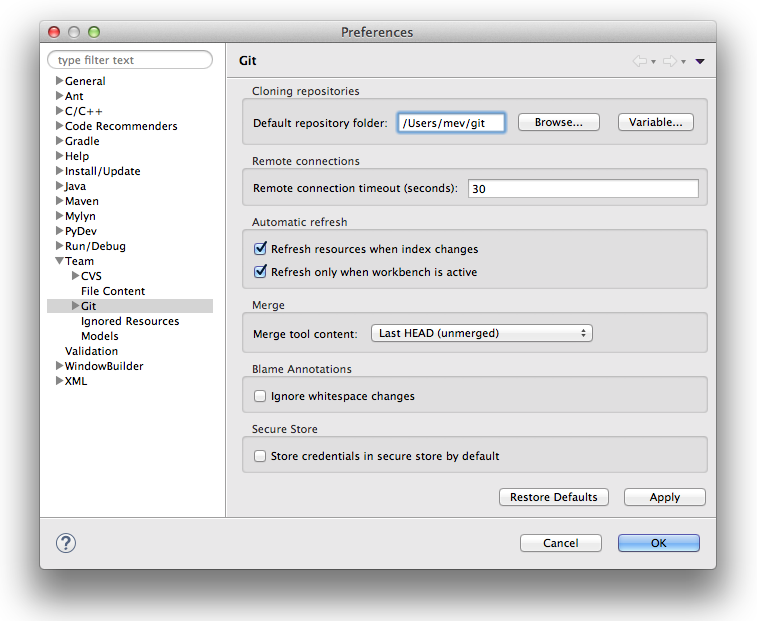 Preferences
type filter text
General
Ant
C/C++
Code Recommenders
Gradle
Help
Install/Update
Java
Maven
Mylyn
PyDev
Run/Debug
Team
CVS
File Content
Git
Ignored Resources
Models
Validation
WindowBuilder
XML
Git
Cloning repositories
Default repository folder: /Users/mev/git Browse... Variable...
Remote connections
Remote connection timeout (seconds): 30
Automatic refresh
Refresh resources when index changes
Refresh only when workbench is active
Merge
Merge tool content: Last HEAD (unmerged)
Blame Annotations
Ignore whitespace changes
Secure Store
Store credentials in secure store by default
Restore Defaults Apply
? Cancel OK